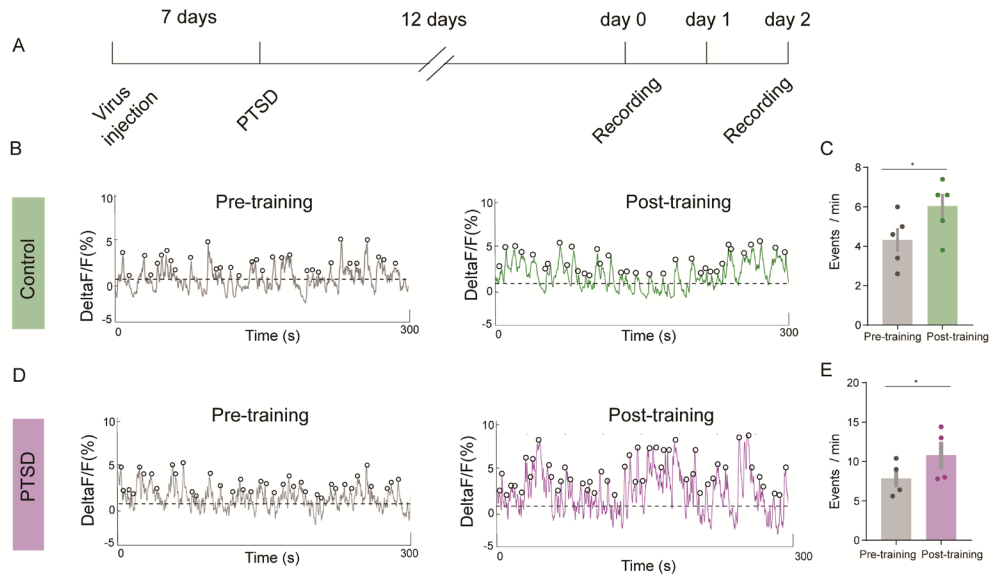 7 days
12 days
day 0
day 1
day 2
A
Virus
injection
PTSD
Recording
Recording
B
C
Control
Pre-training
DeltaF/F(%)
10
5
0
-5
0
300
Time (s)
Post-training
DeltaF/F(%)
10
5
0
-5
0
300
Time (s)
*
Events / min
8
6
4
2
0
Pre-training
Post-training
D
E
PTSD
Pre-training
DeltaF/F(%)
10
5
0
-5
0
300
Time (s)
Post-training
DeltaF/F(%)
10
5
0
-5
0
300
Time (s)
*
Events / min
20
15
10
5
0
Pre-training
Post-training